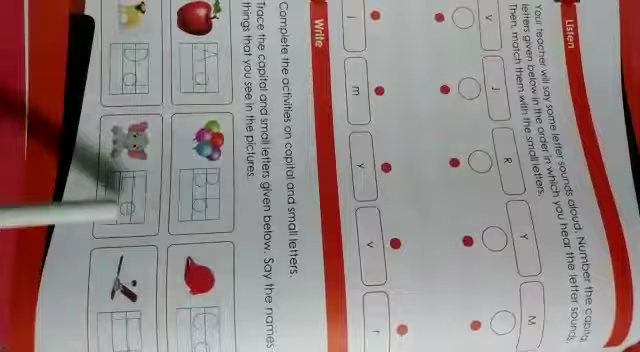 Listen
Your teacher will say some letter sounds aloud. Number the capital
letters given below in the order in which you hear the letter sounds.
Then, match them with the small letters.
V J R Y M
j m y v r
Write
Complete the activities on capital and small letters.
Trace the capital and small letters given below. Say the names
things that you see in the pictures.
A a B b C c
D d E e F